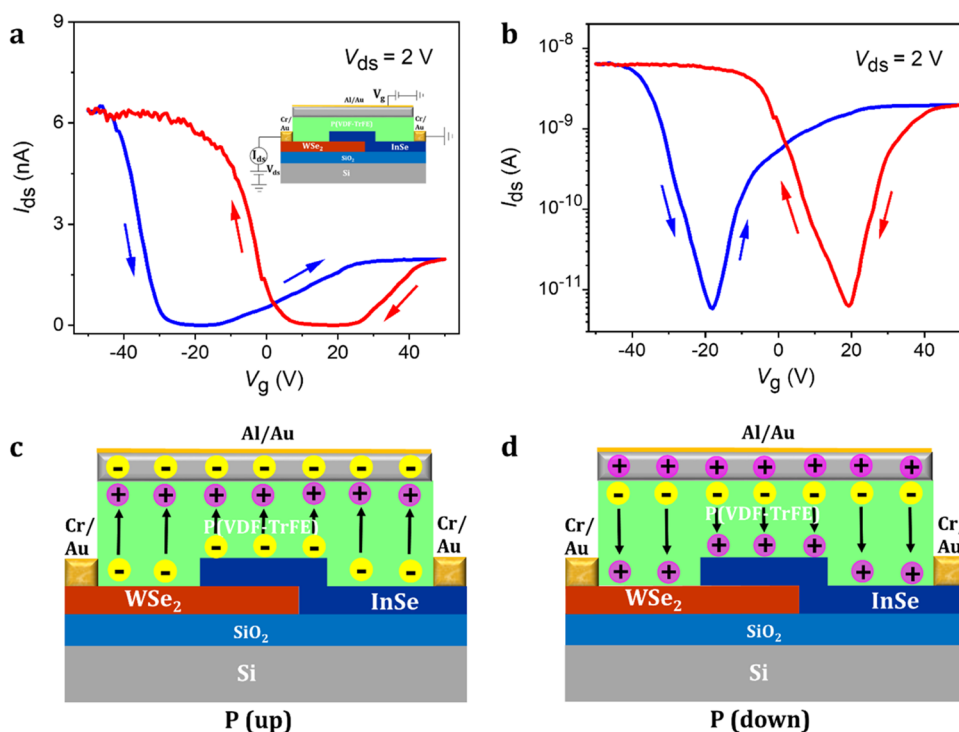 a
V_ds = 2 V
I_ds (nA)
9
6
3
0
-40
-20
0
20
40
V_g (V)
Al/Au
V_g
Cr/
Au
P(VDF-TrFE)
Cr/
Au
I_ds
V_ds
WSe₂
InSe
SiO₂
Si
b
V_ds = 2 V
I_ds (A)
10⁻⁸
10⁻⁹
10⁻¹⁰
10⁻¹¹
-40
-20
0
20
40
V_g (V)
c
Al/Au
- - - - - - -
+ + + + + + +
P(VDF-TrFE)
Cr/
Au
Cr/
Au
- - - - - - -
WSe₂
InSe
SiO₂
Si
P (up)
d
Al/Au
+ + + + + + +
- - - - - - -
P(VDF-TrFE)
Cr/
Au
Cr/
Au
+ + + + + + +
WSe₂
InSe
SiO₂
Si
P (down)